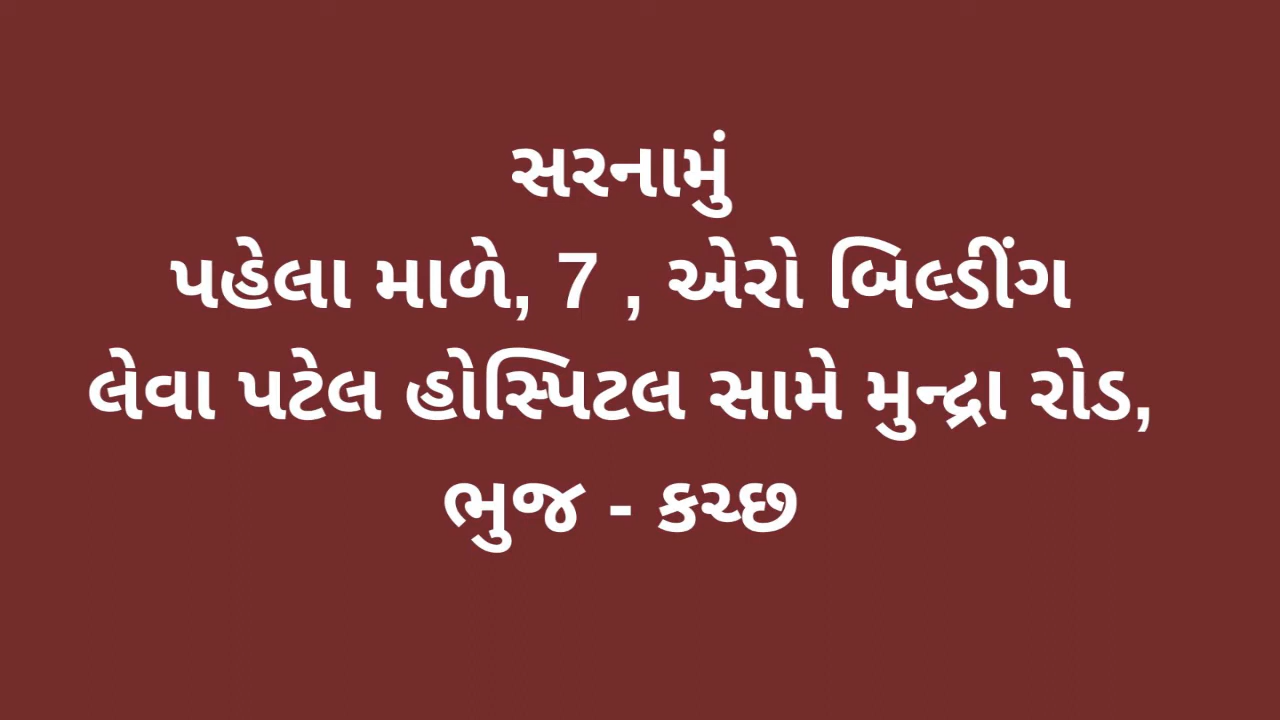 સરનામું
પહેલા માળે, 7 , એરો બિલ્ડીંગ
લેવા પટેલ હોસ્પિટલ સામે મુન્દ્રા રોડ,
ભુજ - કચ્છ